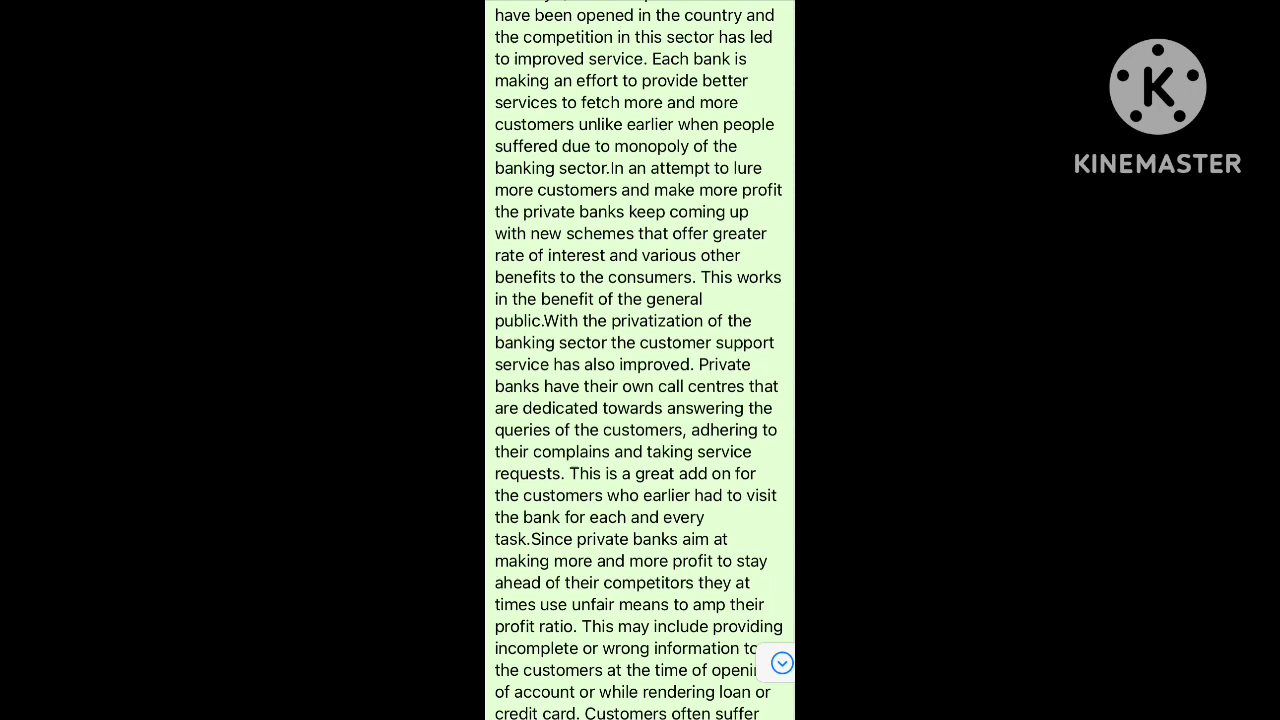 have been opened in the country and
the competition in this sector has led
to improved service. Each bank is
making an effort to provide better
services to fetch more and more
customers unlike earlier when people
suffered due to monopoly of the
banking sector.In an attempt to lure
more customers and make more profit
the private banks keep coming up
with new schemes that offer greater
rate of interest and various other
benefits to the consumers. This works
in the benefit of the general
public.With the privatization of the
banking sector the customer support
service has also improved. Private
banks have their own call centres that
are dedicated towards answering the
queries of the customers, adhering to
their complains and taking service
requests. This is a great add on for
the customers who earlier had to visit
the bank for each and every
task.Since private banks aim at
making more and more profit to stay
ahead of their competitors they at
times use unfair means to amp their
profit ratio. This may include providing
incomplete or wrong information to
the customers at the time of openi
of account or while rendering loan or
credit card. Customers often suffer
K
KINEMASTER